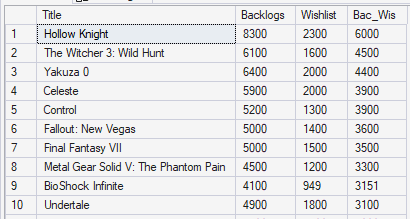 Title Backlogs Wishlist Bac_Wis
1 Hollow Knight 8300 2300 6000
2 The Witcher 3: Wild Hunt 6100 1600 4500
3 Yakuza 0 6400 2000 4400
4 Celeste 5900 2000 3900
5 Control 5200 1300 3900
6 Fallout: New Vegas 5000 1400 3600
7 Final Fantasy VII 5000 1500 3500
8 Metal Gear Solid V: The Phantom Pain 4500 1200 3300
9 BioShock Infinite 4100 949 3151
10 Undertale 4900 1800 3100